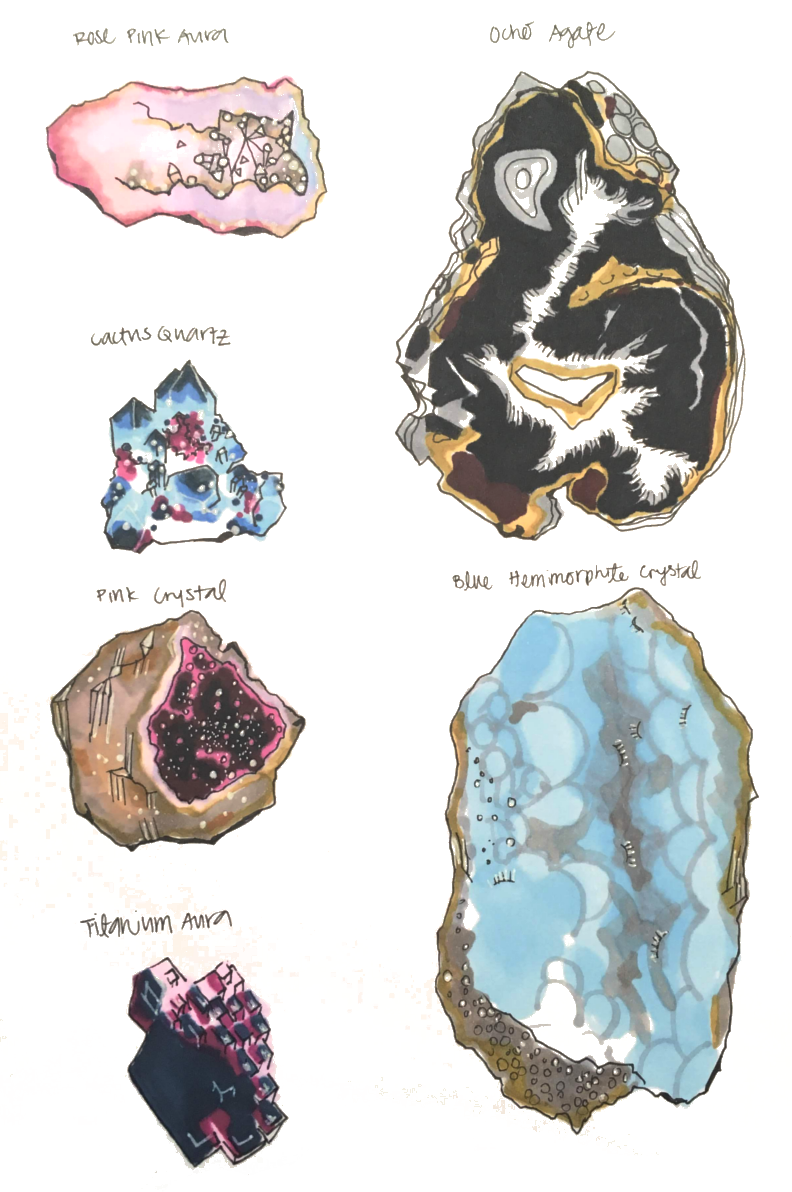 Rose Pink Aura
Ocho Agate
Cactus Quartz
Pink Crystal
Blue Hemimorphite Crystal
Titanium Aura